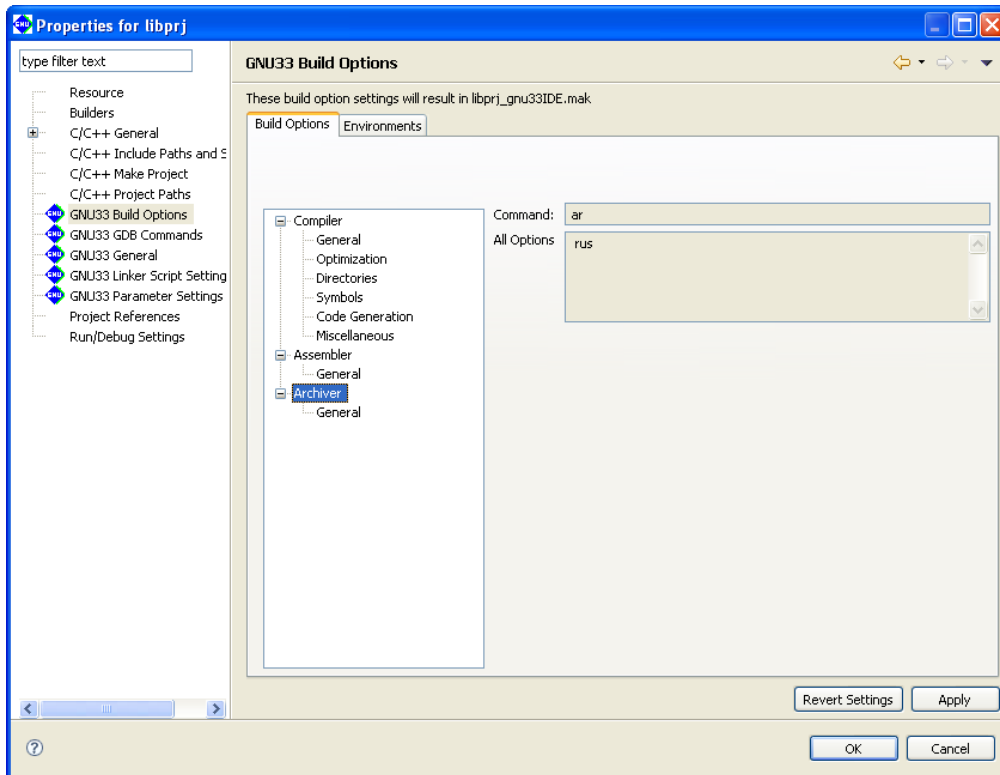 Properties for libprj
type filter text
Resource
Builders
C/C++ General
C/C++ Include Paths and S
C/C++ Make Project
C/C++ Project Paths
GNU33 Build Options
GNU33 GDB Commands
GNU33 General
GNU33 Linker Script Setting
GNU33 Parameter Settings
Project References
Run/Debug Settings
GNU33 Build Options
These build option settings will result in libprj_gnu33IDE.mak
Build Options Environments
Compiler
General
Optimization
Directories
Symbols
Code Generation
Miscellaneous
Assembler
General
Archiver
General
Command: ar
All Options rus
Revert Settings Apply
OK Cancel